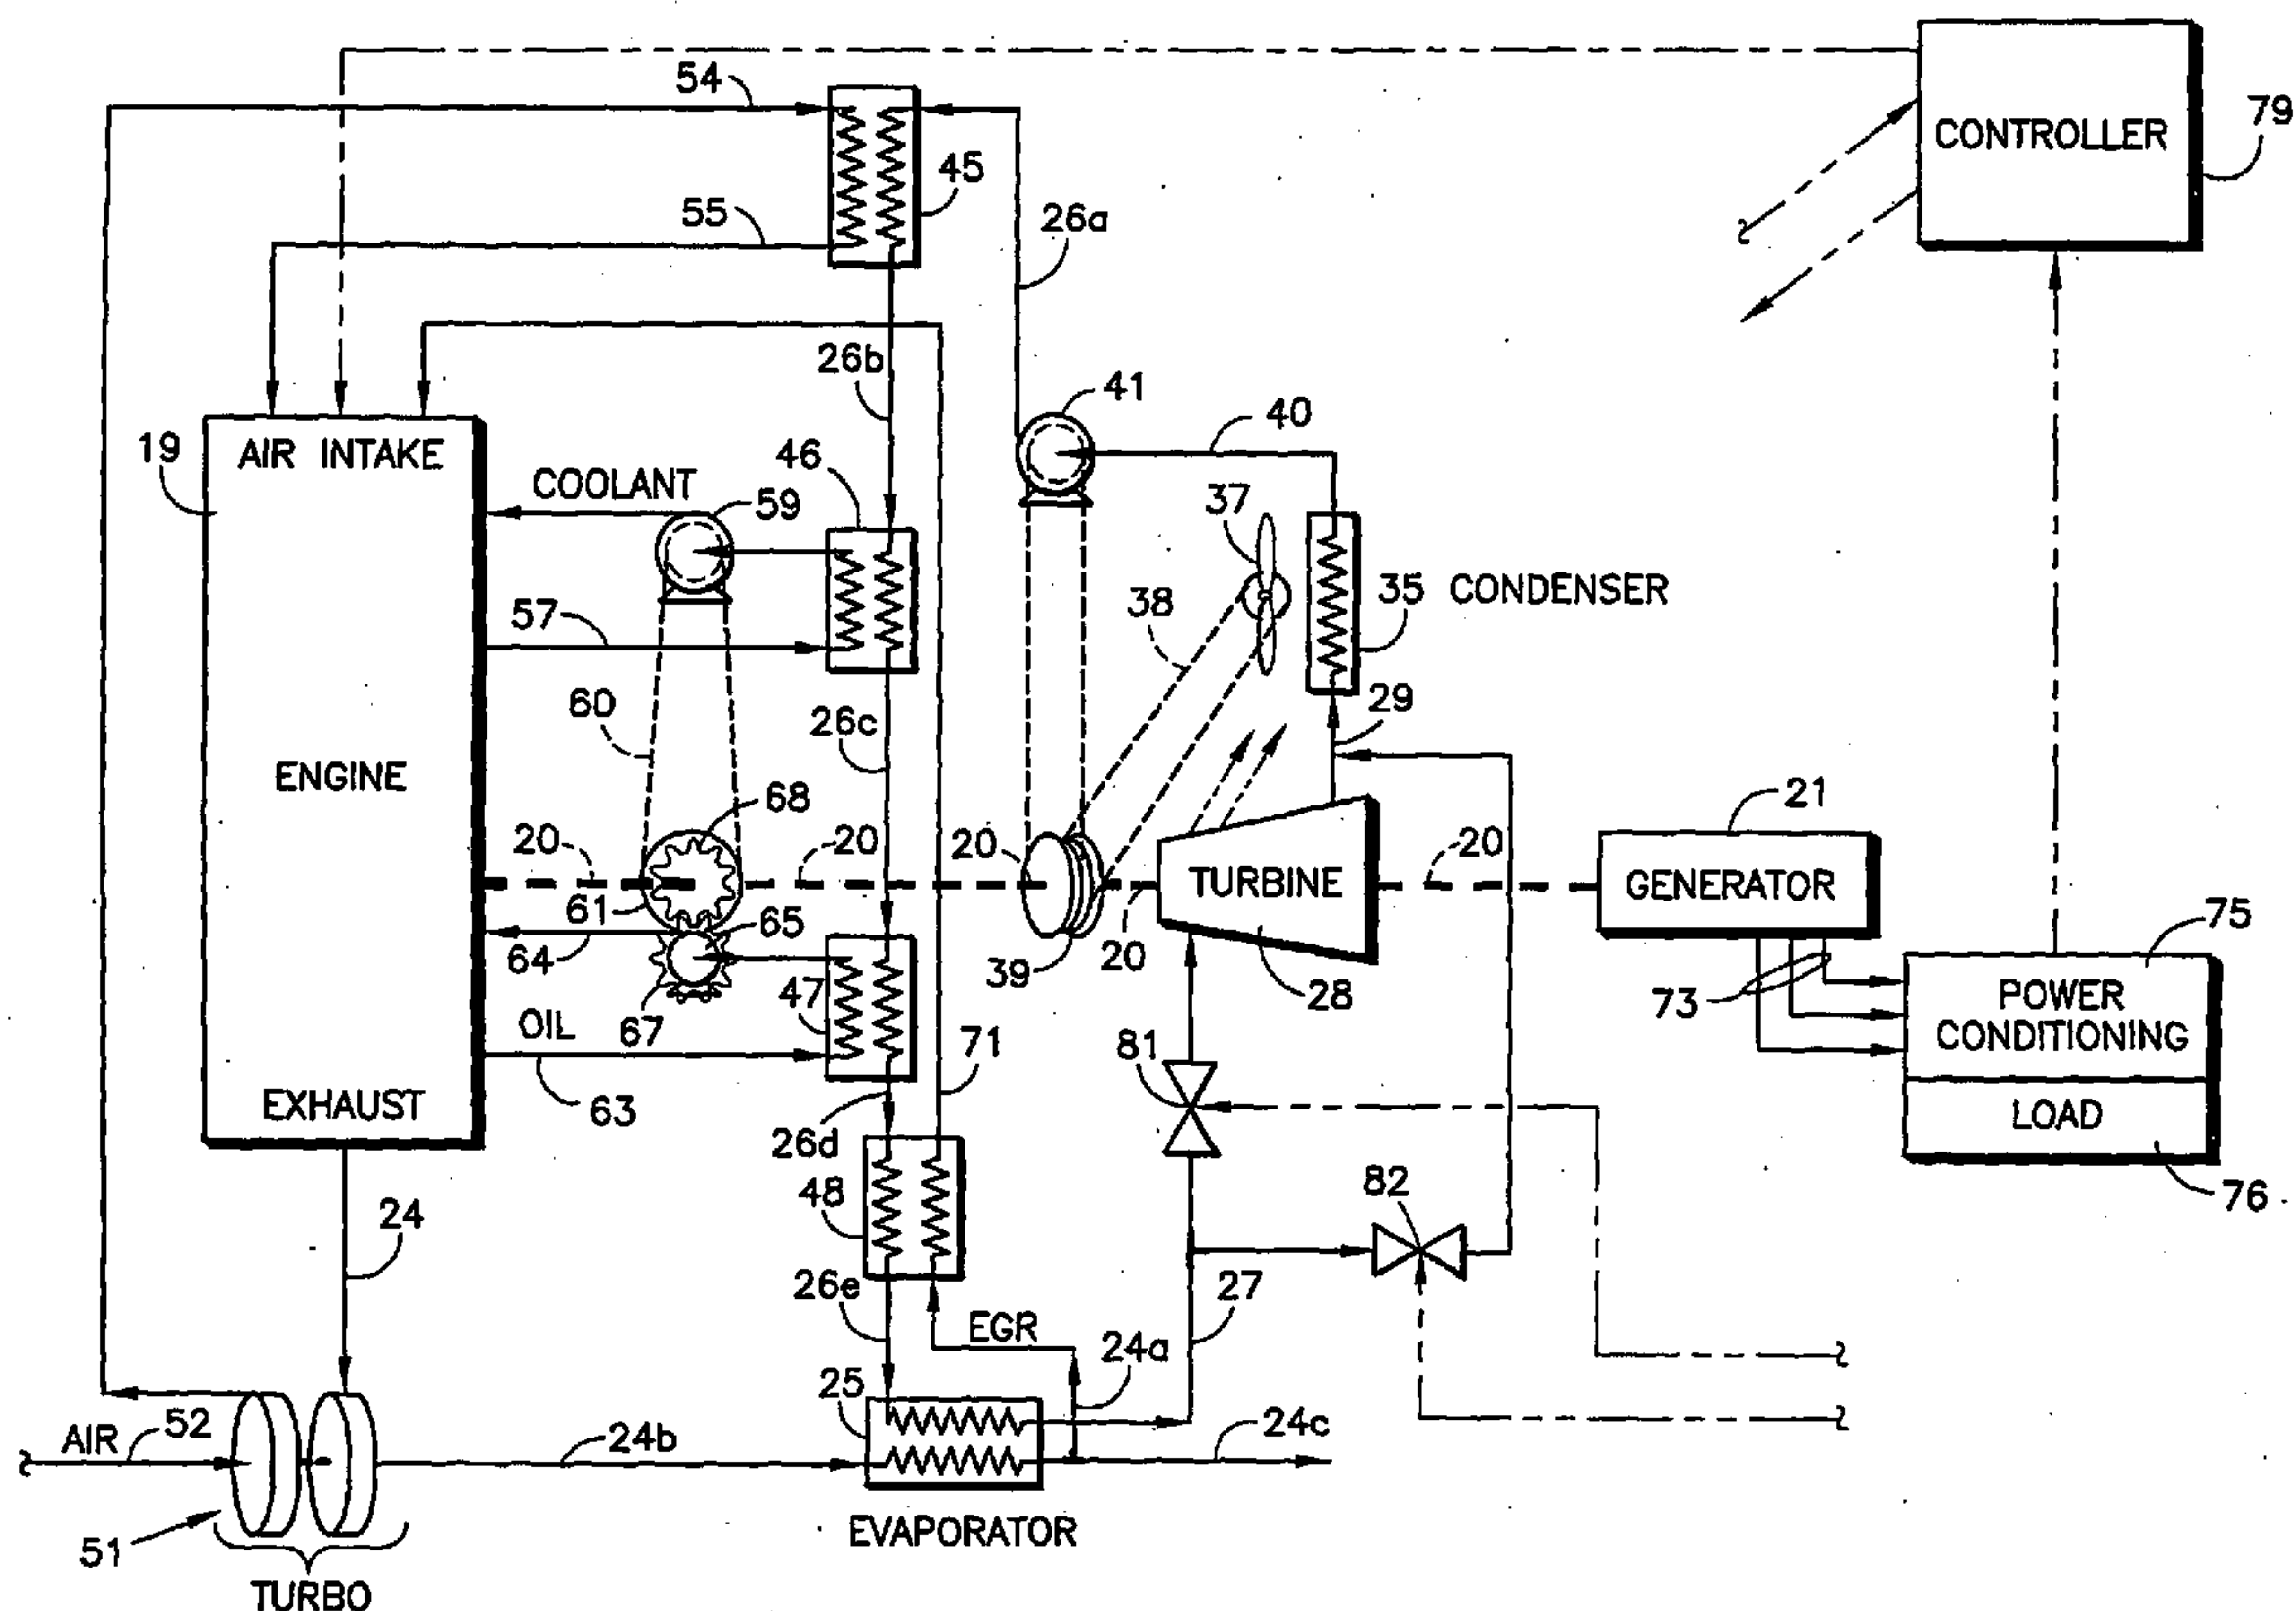 54
CONTROLLER
79
45
55
26a
26b
41
40
19
AIR INTAKE
46
COOLANT
59
37
38
35 CONDENSER
57
60
29
26c
ENGINE
68
21
20
20
20
TURBINE
20
GENERATOR
61
65
64
39
20
75
47
28
73
POWER
CONDITIONING
67
OIL
71
81
EXHAUST
63
LOAD
26d
82
76
48
24
26e
27
EGR
24a
25
24c
AIR
52
24b
EVAPORATOR
51
TURBO